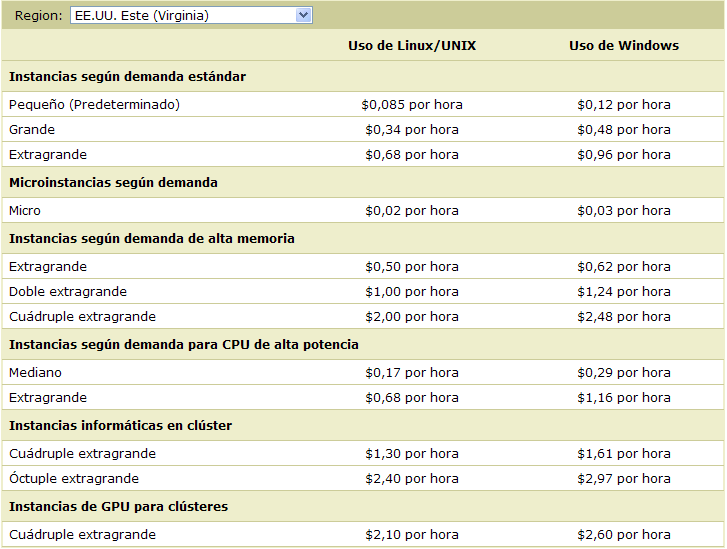 Region: EE.UU. Este (Virginia)
Uso de Linux/UNIX Uso de Windows
Instancias según demanda estándar
Pequeño (Predeterminado) $0,085 por hora $0,12 por hora
Grande $0,34 por hora $0,48 por hora
Extragrande $0,68 por hora $0,96 por hora
Microinstancias según demanda
Micro $0,02 por hora $0,03 por hora
Instancias según demanda de alta memoria
Extragrande $0,50 por hora $0,62 por hora
Doble extragrande $1,00 por hora $1,24 por hora
Cuádruple extragrande $2,00 por hora $2,48 por hora
Instancias según demanda para CPU de alta potencia
Mediano $0,17 por hora $0,29 por hora
Extragrande $0,68 por hora $1,16 por hora
Instancias informáticas en clúster
Cuádruple extragrande $1,30 por hora $1,61 por hora
Óctuple extragrande $2,40 por hora $2,97 por hora
Instancias de GPU para clústeres
Cuádruple extragrande $2,10 por hora $2,60 por hora